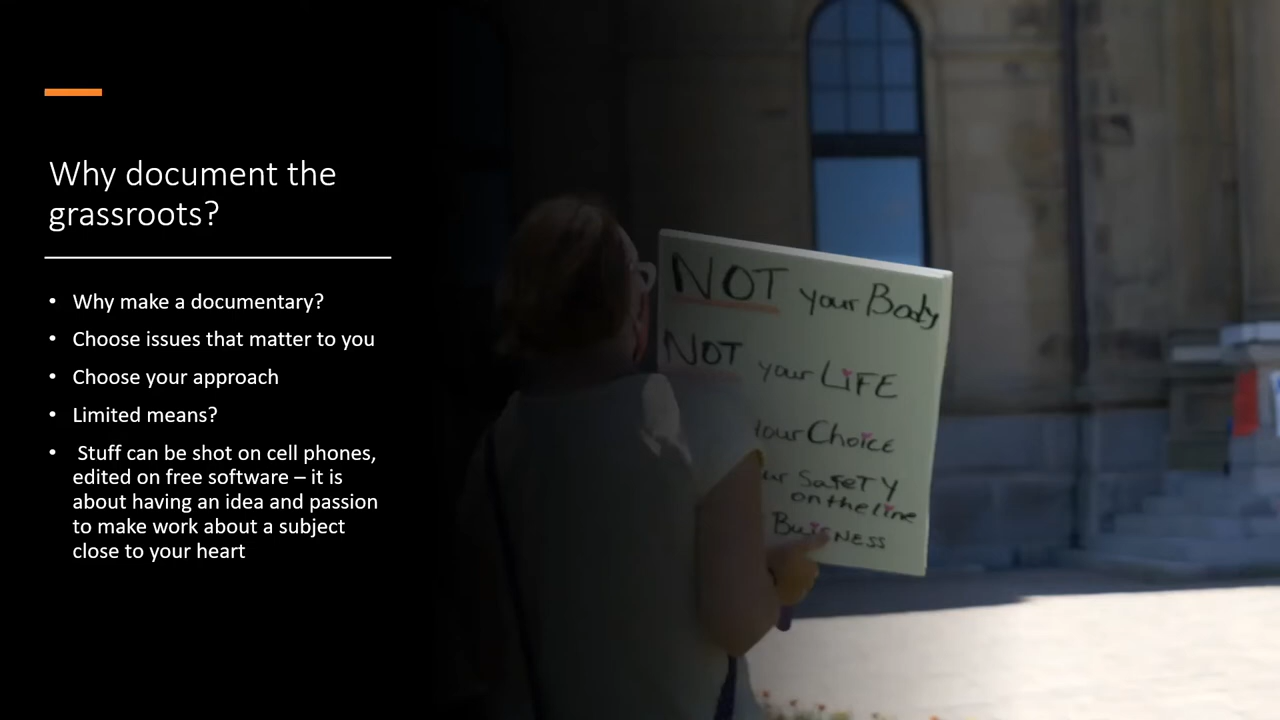 Why document the
grassroots?
• Why make a documentary?
• Choose issues that matter to you
• Choose your approach
• Limited means?
• Stuff can be shot on cell phones,
edited on free software – it is
about having an idea and passion
to make work about a subject
close to your heart
NOT your Body
NOT your LiFE
Choice
SaFeTY
on the line
BuisNESS